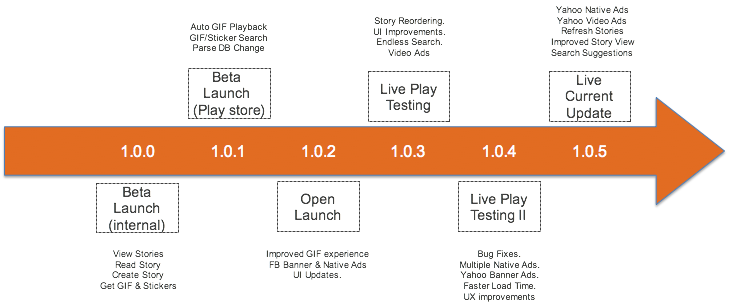 Auto GIF Playback
GIF/Sticker Search
Parse DB Change
Story Reordering.
UI Improvements.
Endless Search.
Video Ads
Yahoo Native Ads
Yahoo Video Ads
Refresh Stories
Improved Story View
Search Suggestions
Beta
Launch
(Play store)
Live Play
Testing
Live
Current
Update
1.0.0
1.0.1
1.0.2
1.0.3
1.0.4
1.0.5
Beta
Launch
(internal)
Open
Launch
Live Play
Testing II
View Stories
Read Story
Create Story
Get GIF & Stickers
Improved GIF experience
FB Banner & Native Ads
UI Updates.
Bug Fixes.
Multiple Native Ads.
Yahoo Banner Ads.
Faster Load Time.
UX improvements